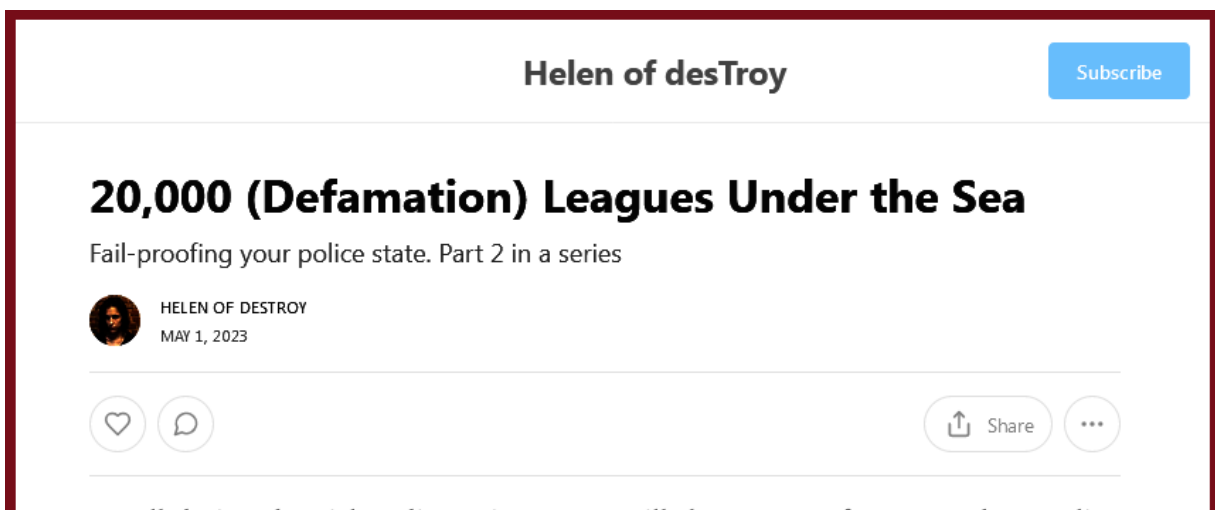 Helen of desTroy
Subscribe
20,000 (Defamation) Leagues Under the Sea
Fail-proofing your police state. Part 2 in a series
HELEN OF DESTROY
MAY 1, 2023
Share